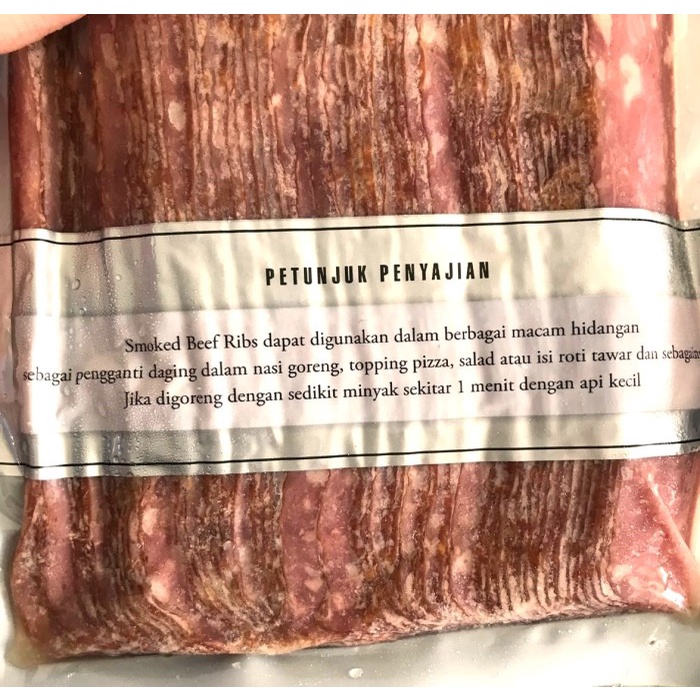 PETUNJUK PENYAJIAN
Smoked Beef Ribs dapat digunakan dalam berbagai macam hidangan
sebagai pengganti daging dalam nasi goreng, topping pizza, salad atau isi roti tawar dan
Jika digoreng dengan sedikit minyak sekitar 1 menit dengan api kecil